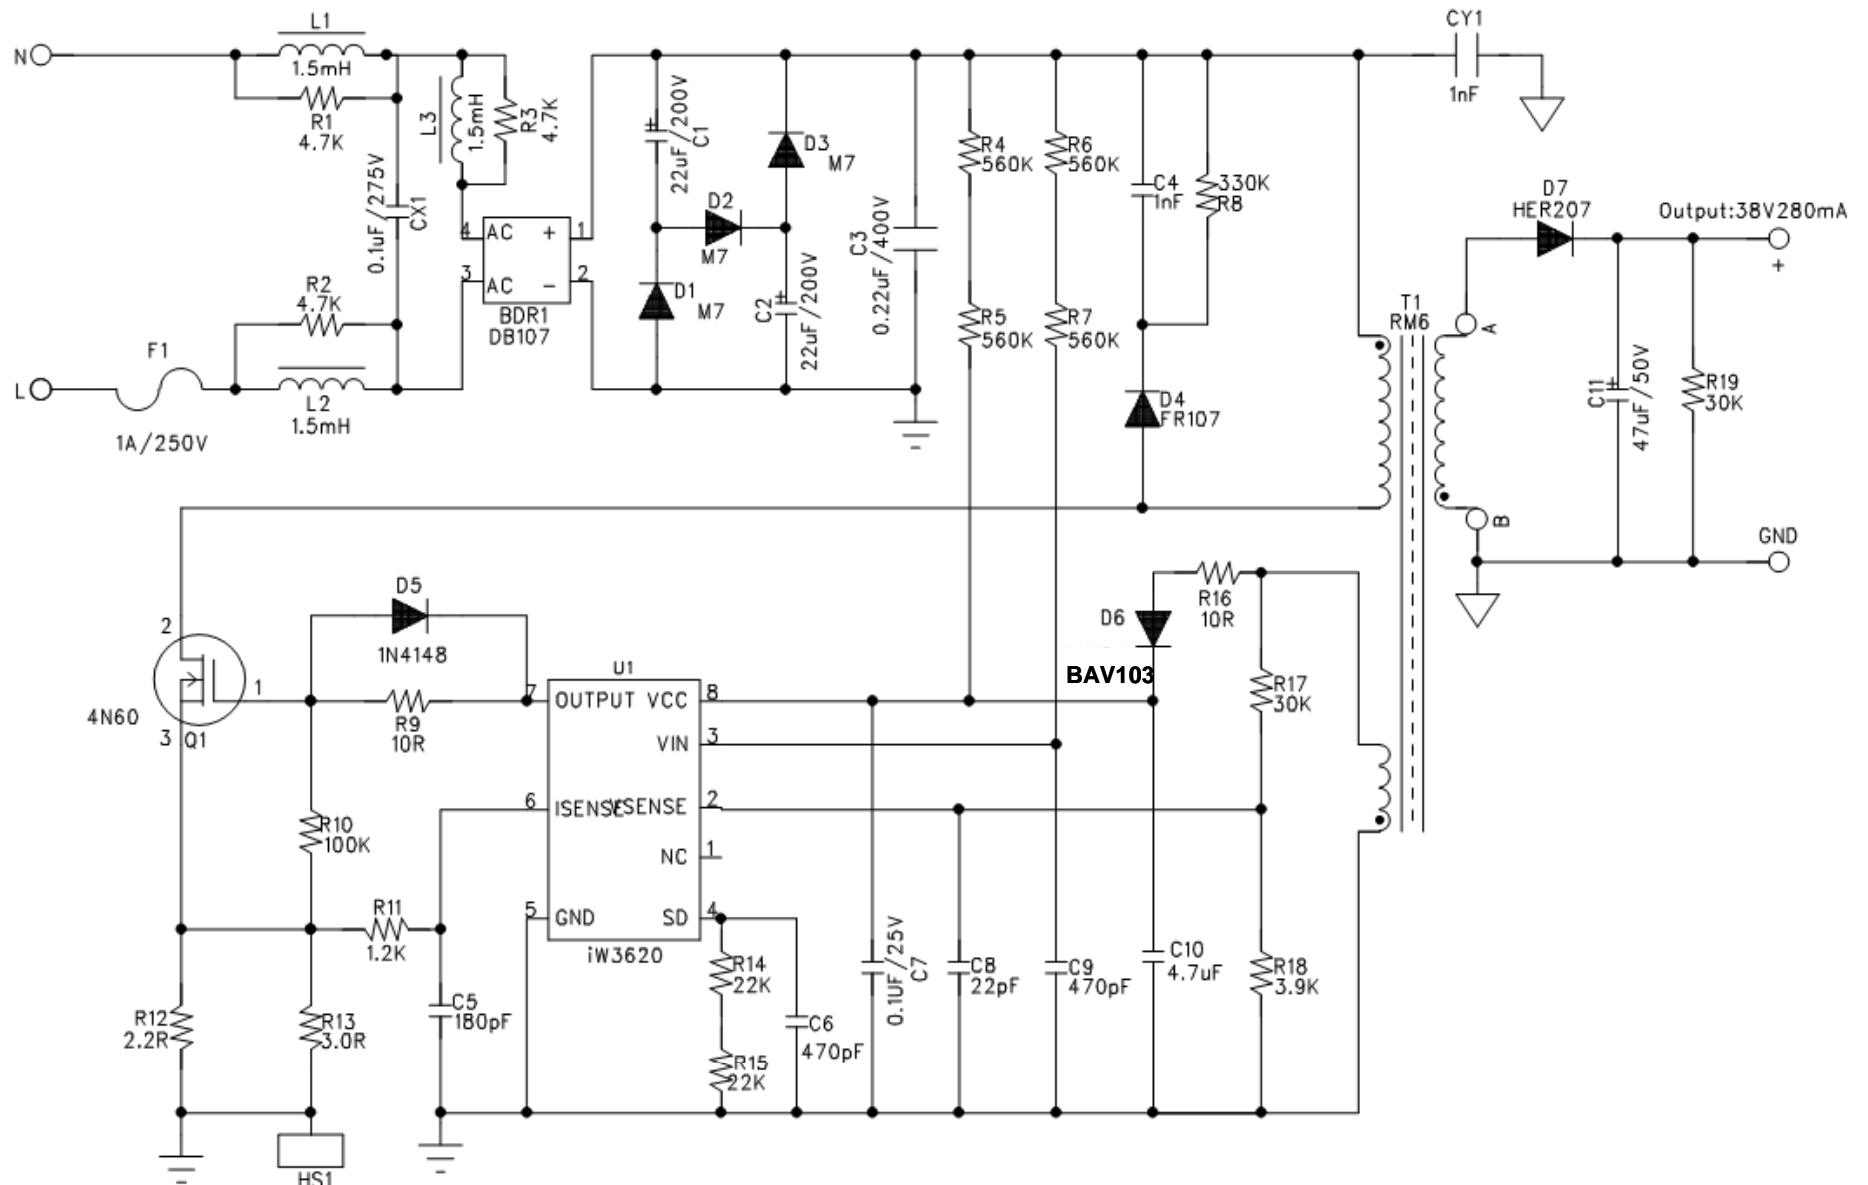 L1
CY1
N
1.5mH
1nF
R1
4.7K
L3
1.5mH
R3
4.7K
22uF/200V
C1
D3
M7
R4
560K
R6
560K
0.1uF/275V
CX1
C4
1nF
330K
R8
D7
HER207
Output:38V280mA
D2
M7
4
AC
+
1
3
AC
-
2
BDR1
DB107
C3
0.22uF/400V
+
R2
4.7K
D1
M7
C2
22uF/200V
R5
560K
R7
560K
T1
RM6
A
F1
L
L2
1.5mH
1A/250V
D4
FR107
C11
47uF/50V
R19
30K
B
GND
D5
1N4148
R16
10R
D6
BAV103
2
1
4N60
3
Q1
R9
10R
U1
7
OUTPUT
VCC
8
VIN
3
6
ISENSE
VSENSE
2
NC
1
5
GND
SD
4
iW3620
R17
30K
R10
100K
R11
1.2K
R14
22K
0.1UF/25V
C7
C8
22pF
C9
470pF
C10
4.7uF
R18
3.9K
R12
2.2R
R13
3.0R
C5
180pF
C6
470pF
R15
22K
HS1